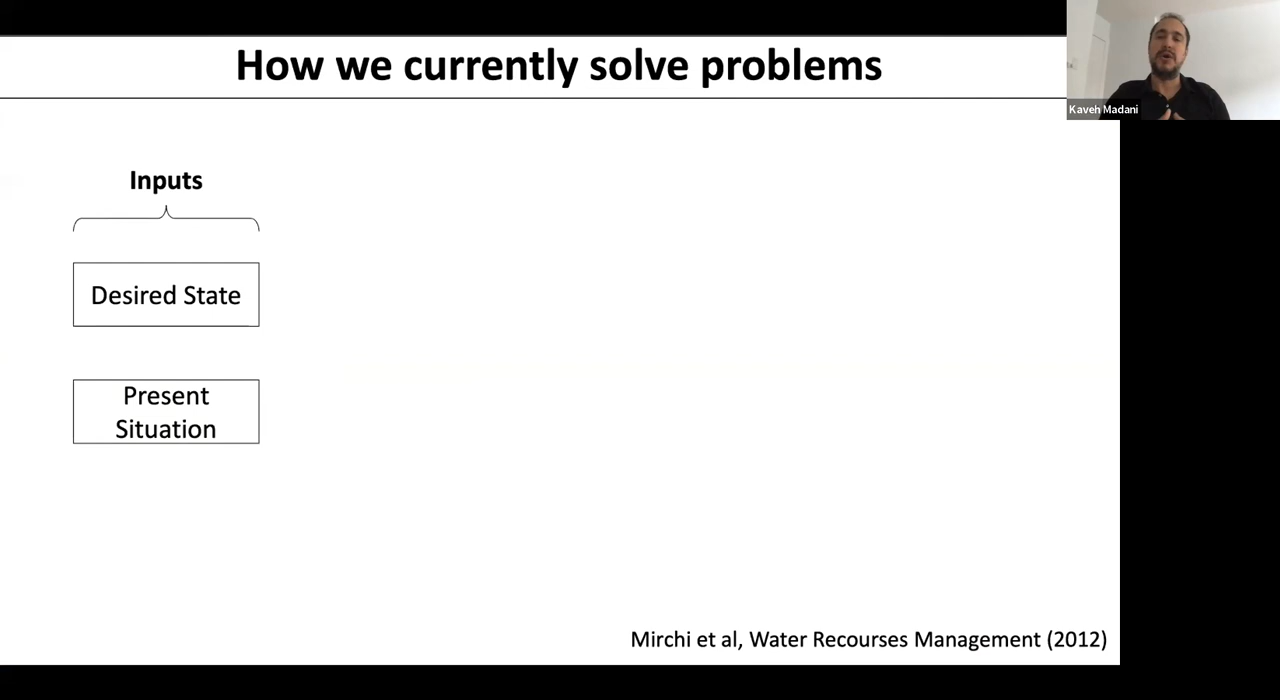 How we currently solve problems
Kaveh Madani
Inputs
Desired State
Present
Situation
Mirchi et al, Water Recourses Management (2012)